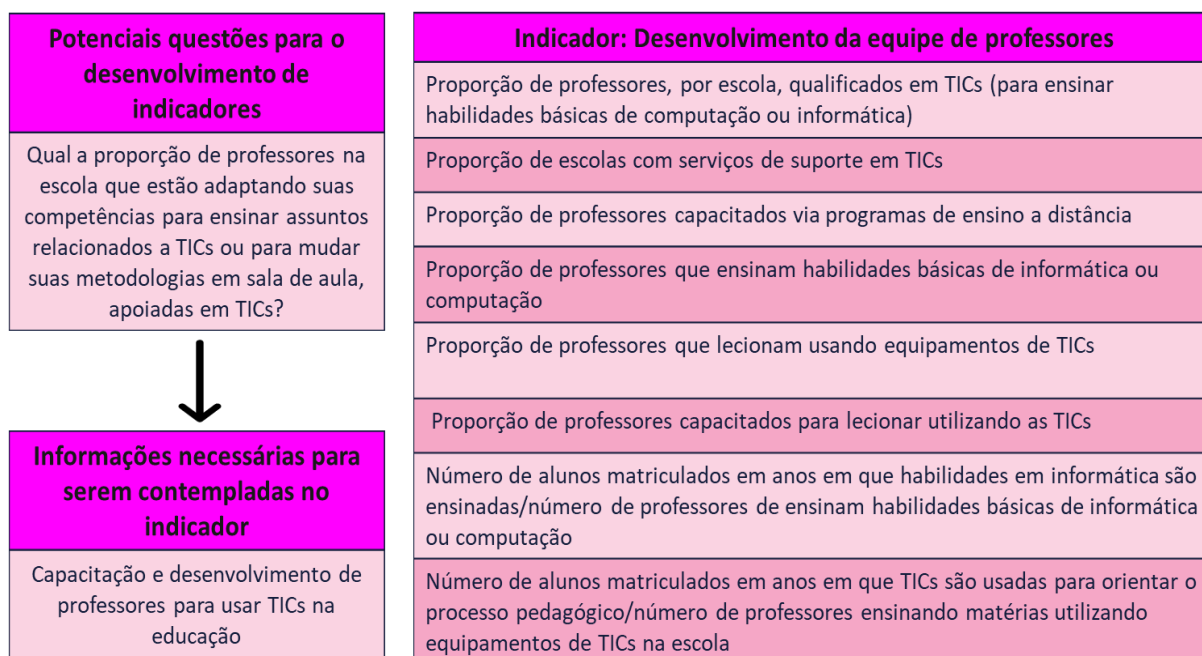 Potenciais questões para o
desenvolvimento de
indicadores
Qual a proporção de professores na
escola que estão adaptando suas
competências para ensinar assuntos
relacionados a TICs ou para mudar
suas metodologias em sala de aula,
apoiadas em TICs?
Informações necessárias para
serem contempladas no
indicador
Capacitação e desenvolvimento de
professores para usar TICs na
educação
Indicador: Desenvolvimento da equipe de professores
Proporção de professores, por escola, qualificados em TICs (para ensinar
habilidades básicas de computação ou informática)
Proporção de escolas com serviços de suporte em TICs
Proporção de professores capacitados via programas de ensino a distância
Proporção de professores que ensinam habilidades básicas de informática ou
computação
Proporção de professores que lecionam usando equipamentos de TICs
Proporção de professores capacitados para lecionar utilizando as TICs
Número de alunos matriculados em anos em que habilidades em informática são
ensinadas/número de professores de ensinam habilidades básicas de informática
ou computação
Número de alunos matriculados em anos em que TICs são usadas para orientar o
processo pedagógico/número de professores ensinando matérias utilizando
equipamentos de TICs na escola